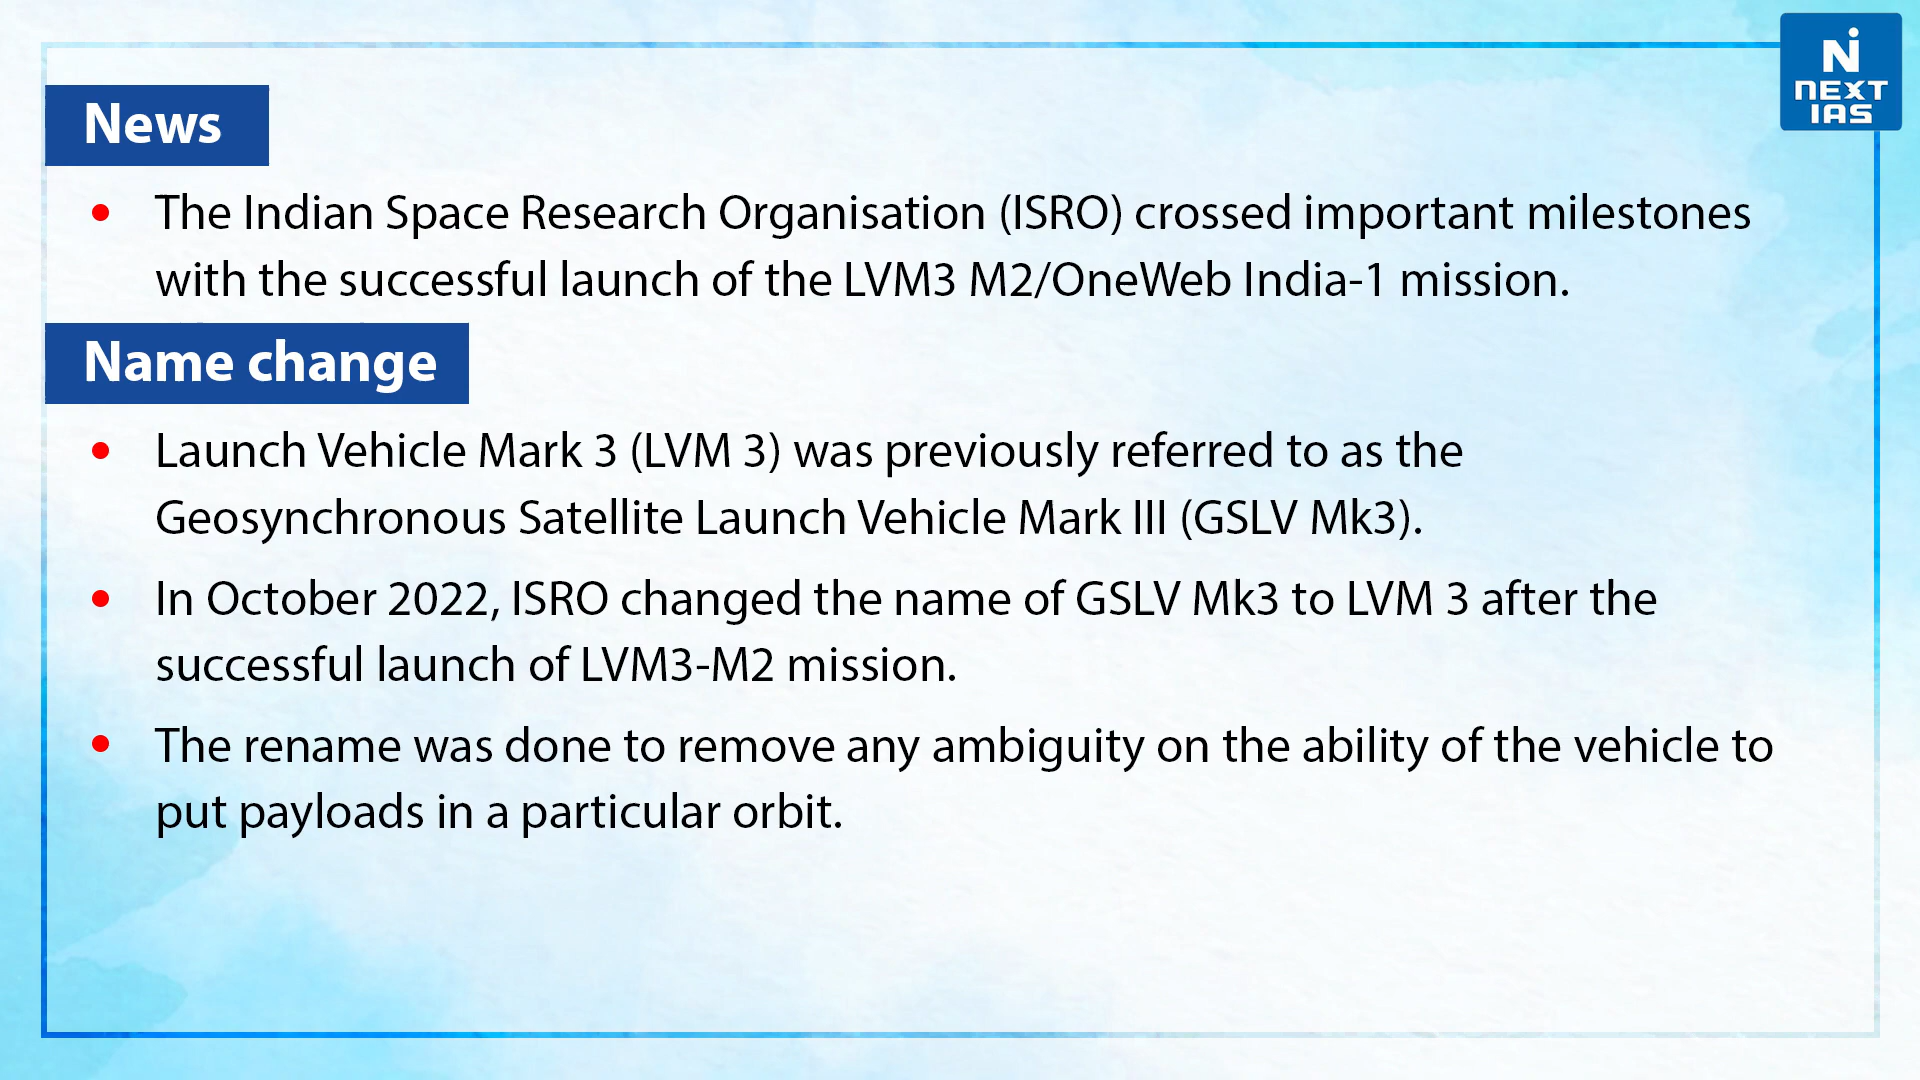 NEXT
IAS
News
• The Indian Space Research Organisation (ISRO) crossed important milestones
with the successful launch of the LVM3 M2/OneWeb India-1 mission.
Name change
• Launch Vehicle Mark 3 (LVM 3) was previously referred to as the
Geosynchronous Satellite Launch Vehicle Mark III (GSLV Mk3).
• In October 2022, ISRO changed the name of GSLV Mk3 to LVM 3 after the
successful launch of LVM3-M2 mission.
• The rename was done to remove any ambiguity on the ability of the vehicle to
put payloads in a particular orbit.